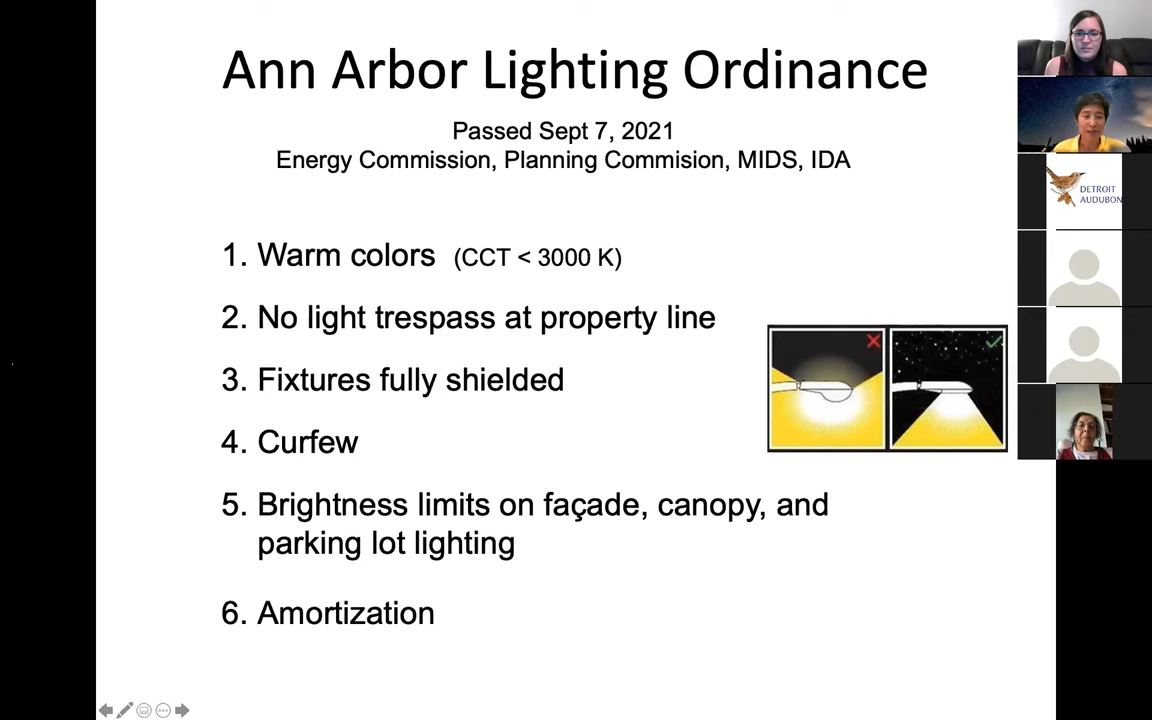 Ann Arbor Lighting Ordinance
Passed Sept 7, 2021
Energy Commission, Planning Commision, MIDS, IDA
1. Warm colors (CCT < 3000 K)
2. No light trespass at property line
3. Fixtures fully shielded
4. Curfew
5. Brightness limits on façade, canopy, and
parking lot lighting
6. Amortization
DETROIT
AUDUBON